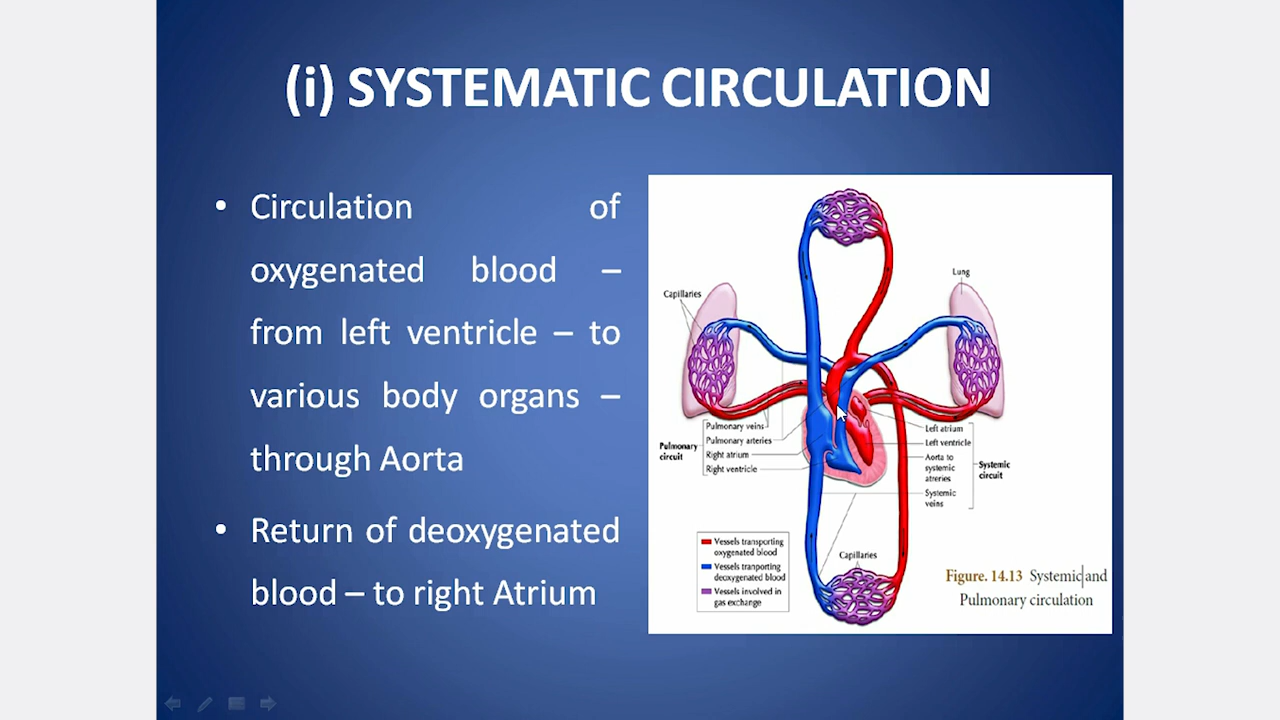 (i) SYSTEMATIC CIRCULATION
• Circulation of
oxygenated blood –
from left ventricle – to
various body organs –
through Aorta
• Return of deoxygenated
blood – to right Atrium
Lung
Capillaries
Pulmonary veins
Pulmonary arteries
Right atrium
Right ventricle
Pulmonary
circuit
Left atrium
Left ventricle
Aorta to
systemic
atreries
Systemic
veins
Systemic
circuit
Capillaries
Vessels transporting
oxygenated blood
Vessels tranporting
deoxygenated blood
Vessels involved in
gas exchange
Figure. 14.13 Systemic and
Pulmonary circulation